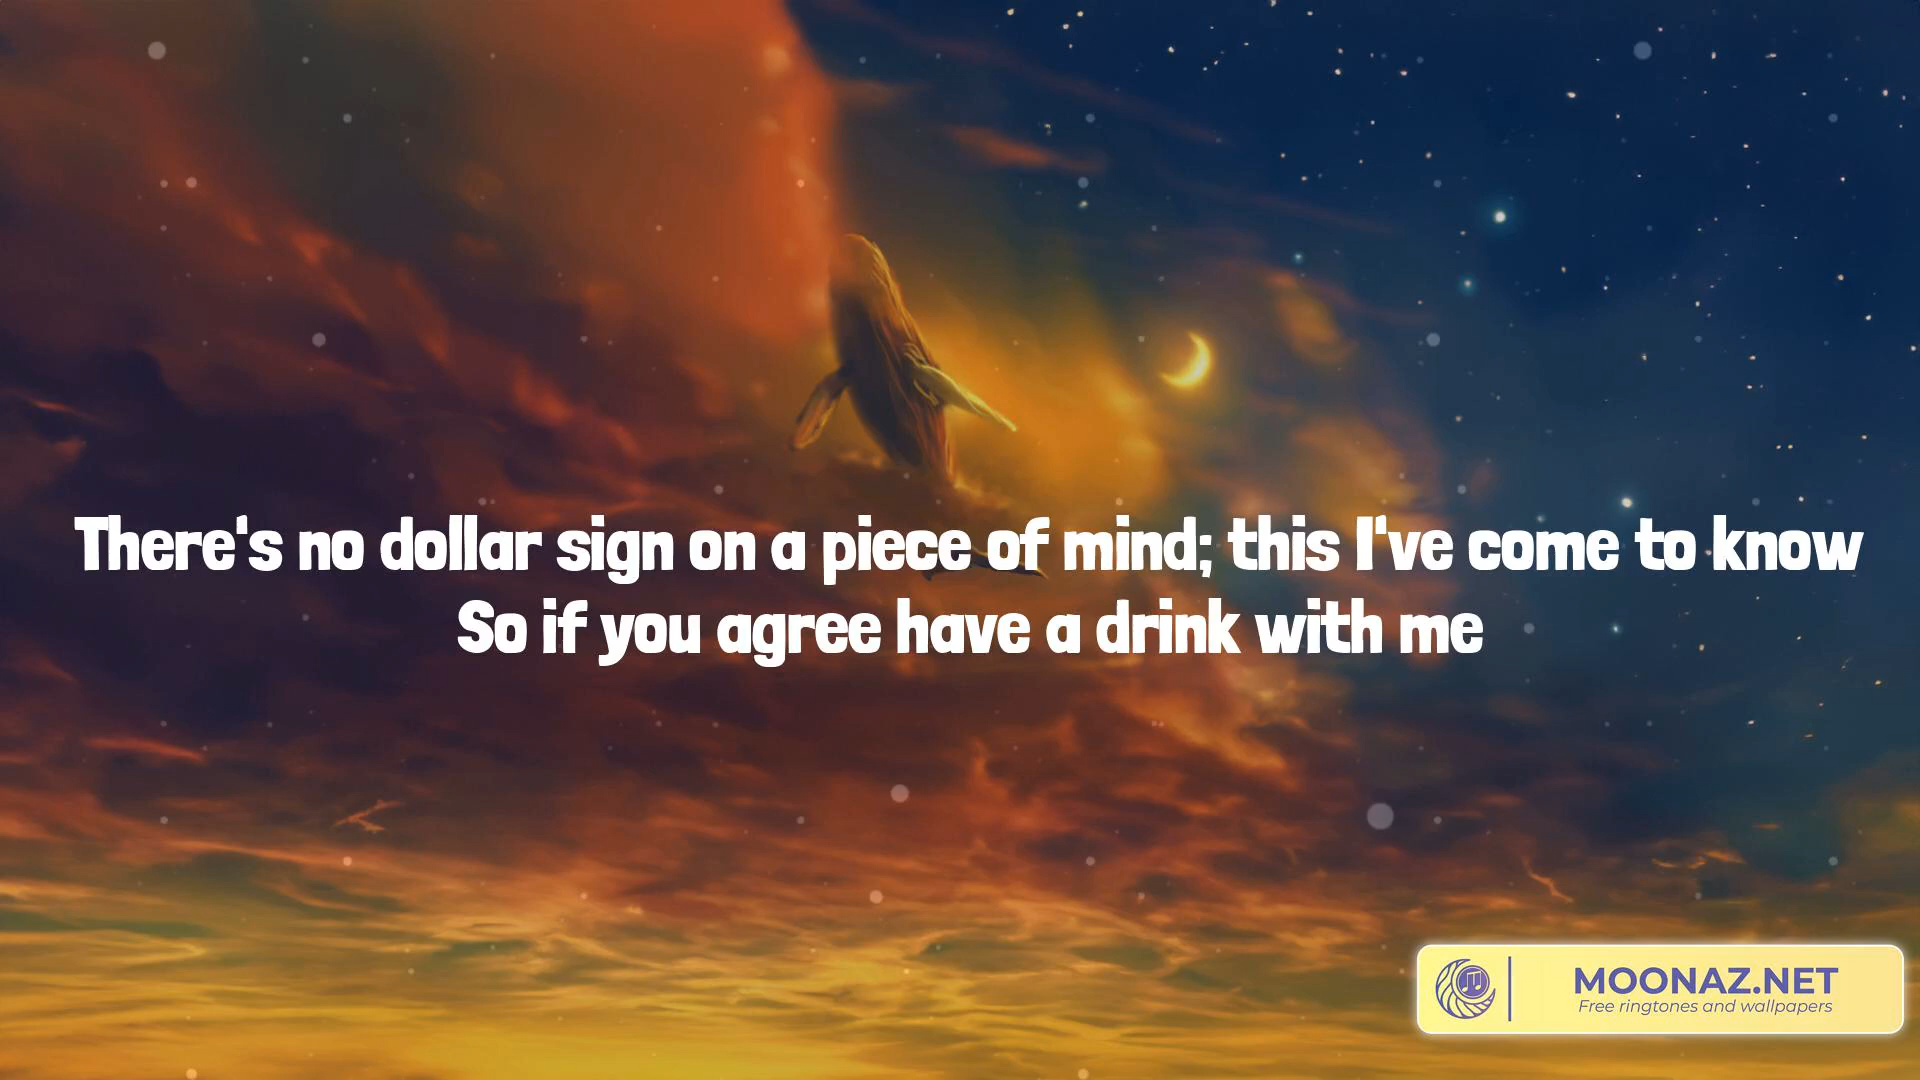 There's no dollar sign on a piece of mind; this I've come to know
So if you agree have a drink with me
MOONAZ.NET
Free ringtones and wallpapers